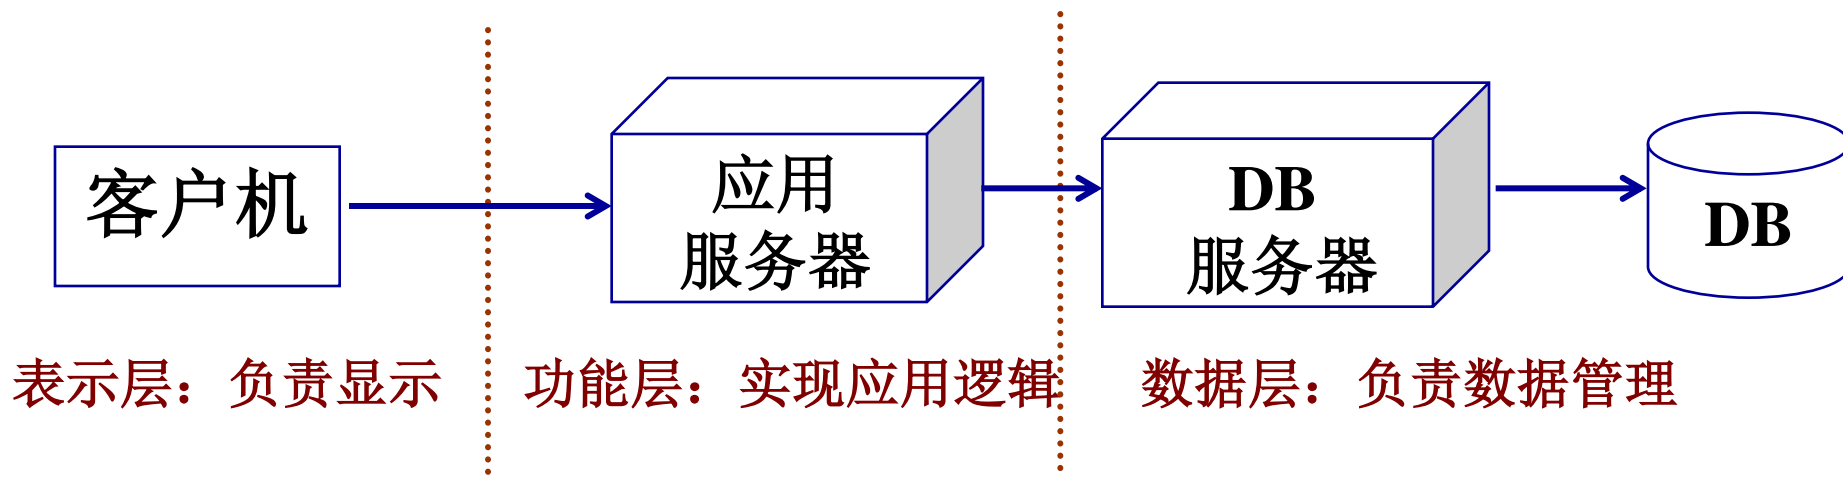 客户机
应用
服务器
DB
服务器
DB
表示层：负责显示
功能层：实现应用逻辑
数据层：负责数据管理